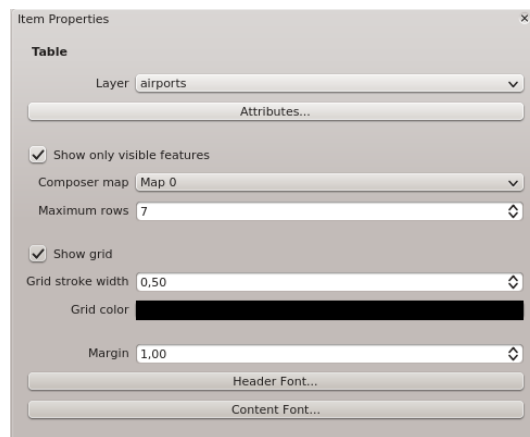 Item Properties
Table
Layer airports
Attributes...
Show only visible features
Composer map Map 0
Maximum rows 7
Show grid
Grid stroke width 0,50
Grid color
Margin 1,00
Header Font...
Content Font...